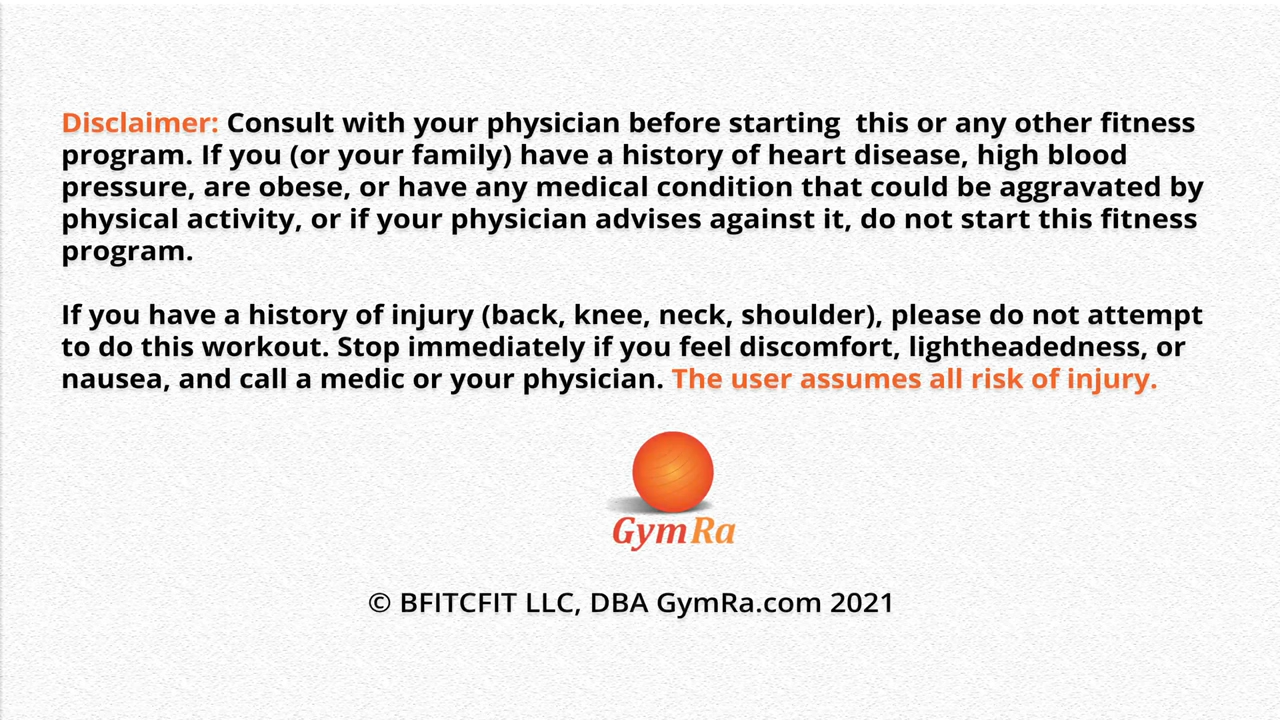 Disclaimer: Consult with your physician before starting  this or any other fitness
program. If you (or your family) have a history of heart disease, high blood
pressure, are obese, or have any medical condition that could be aggravated by
physical activity, or if your physician advises against it, do not start this fitness
program.
If you have a history of injury (back, knee, neck, shoulder), please do not attempt
to do this workout. Stop immediately if you feel discomfort, lightheadedness, or
nausea, and call a medic or your physician. The user assumes all risk of injury.
GymRa
© BFITCFIT LLC, DBA GymRa.com 2021